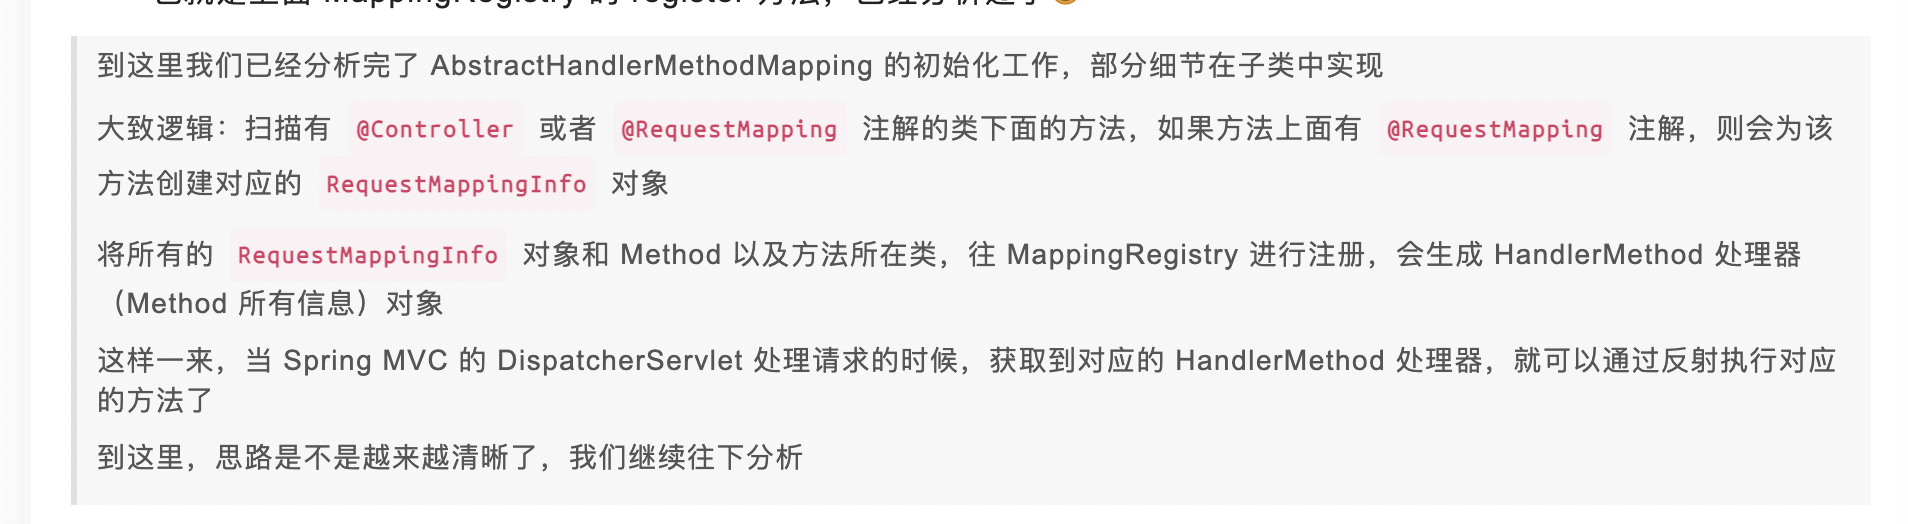 到这里我们已经分析完了 AbstractHandlerMethodMapping 的初始化工作，部分细节在子类中实现
大致逻辑：扫描有 @Controller 或者 @RequestMapping 注解的类下面的方法，如果方法上面有 @RequestMapping 注解，则会为该
方法创建对应的 RequestMappingInfo 对象
将所有的 RequestMappingInfo 对象和 Method 以及方法所在类，往 MappingRegistry 进行注册，会生成 HandlerMethod 处理器
（Method 所有信息）对象
这样一来，当 Spring MVC 的 DispatcherServlet 处理请求的时候，获取到对应的 HandlerMethod 处理器，就可以通过反射执行对应
的方法了
到这里，思路是不是越来越清晰了，我们继续往下分析